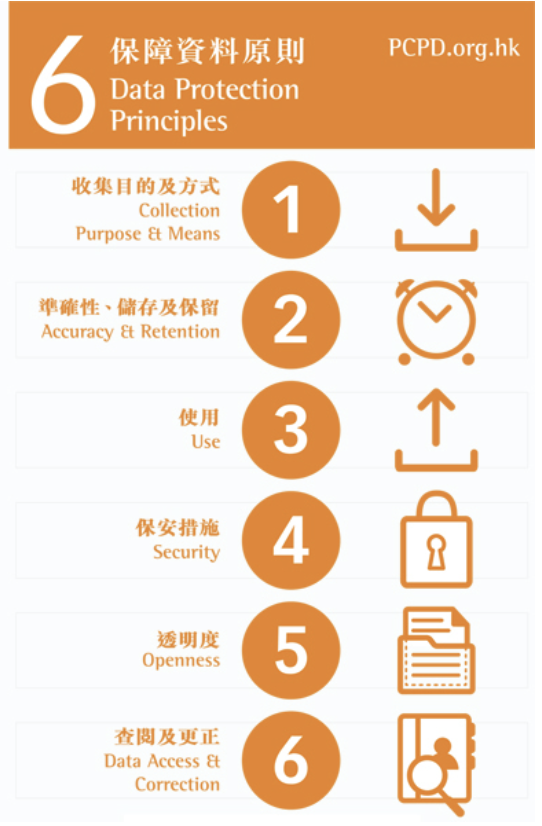 6
保障資料原則
Data Protection
Principles
PCPD.org.hk
收集目的及方式
Collection
Purpose & Means
1
準確性、儲存及保留
Accuracy & Retention
2
使用
Use
3
保安措施
Security
4
透明度
Openness
5
查閱及更正
Data Access &
Correction
6